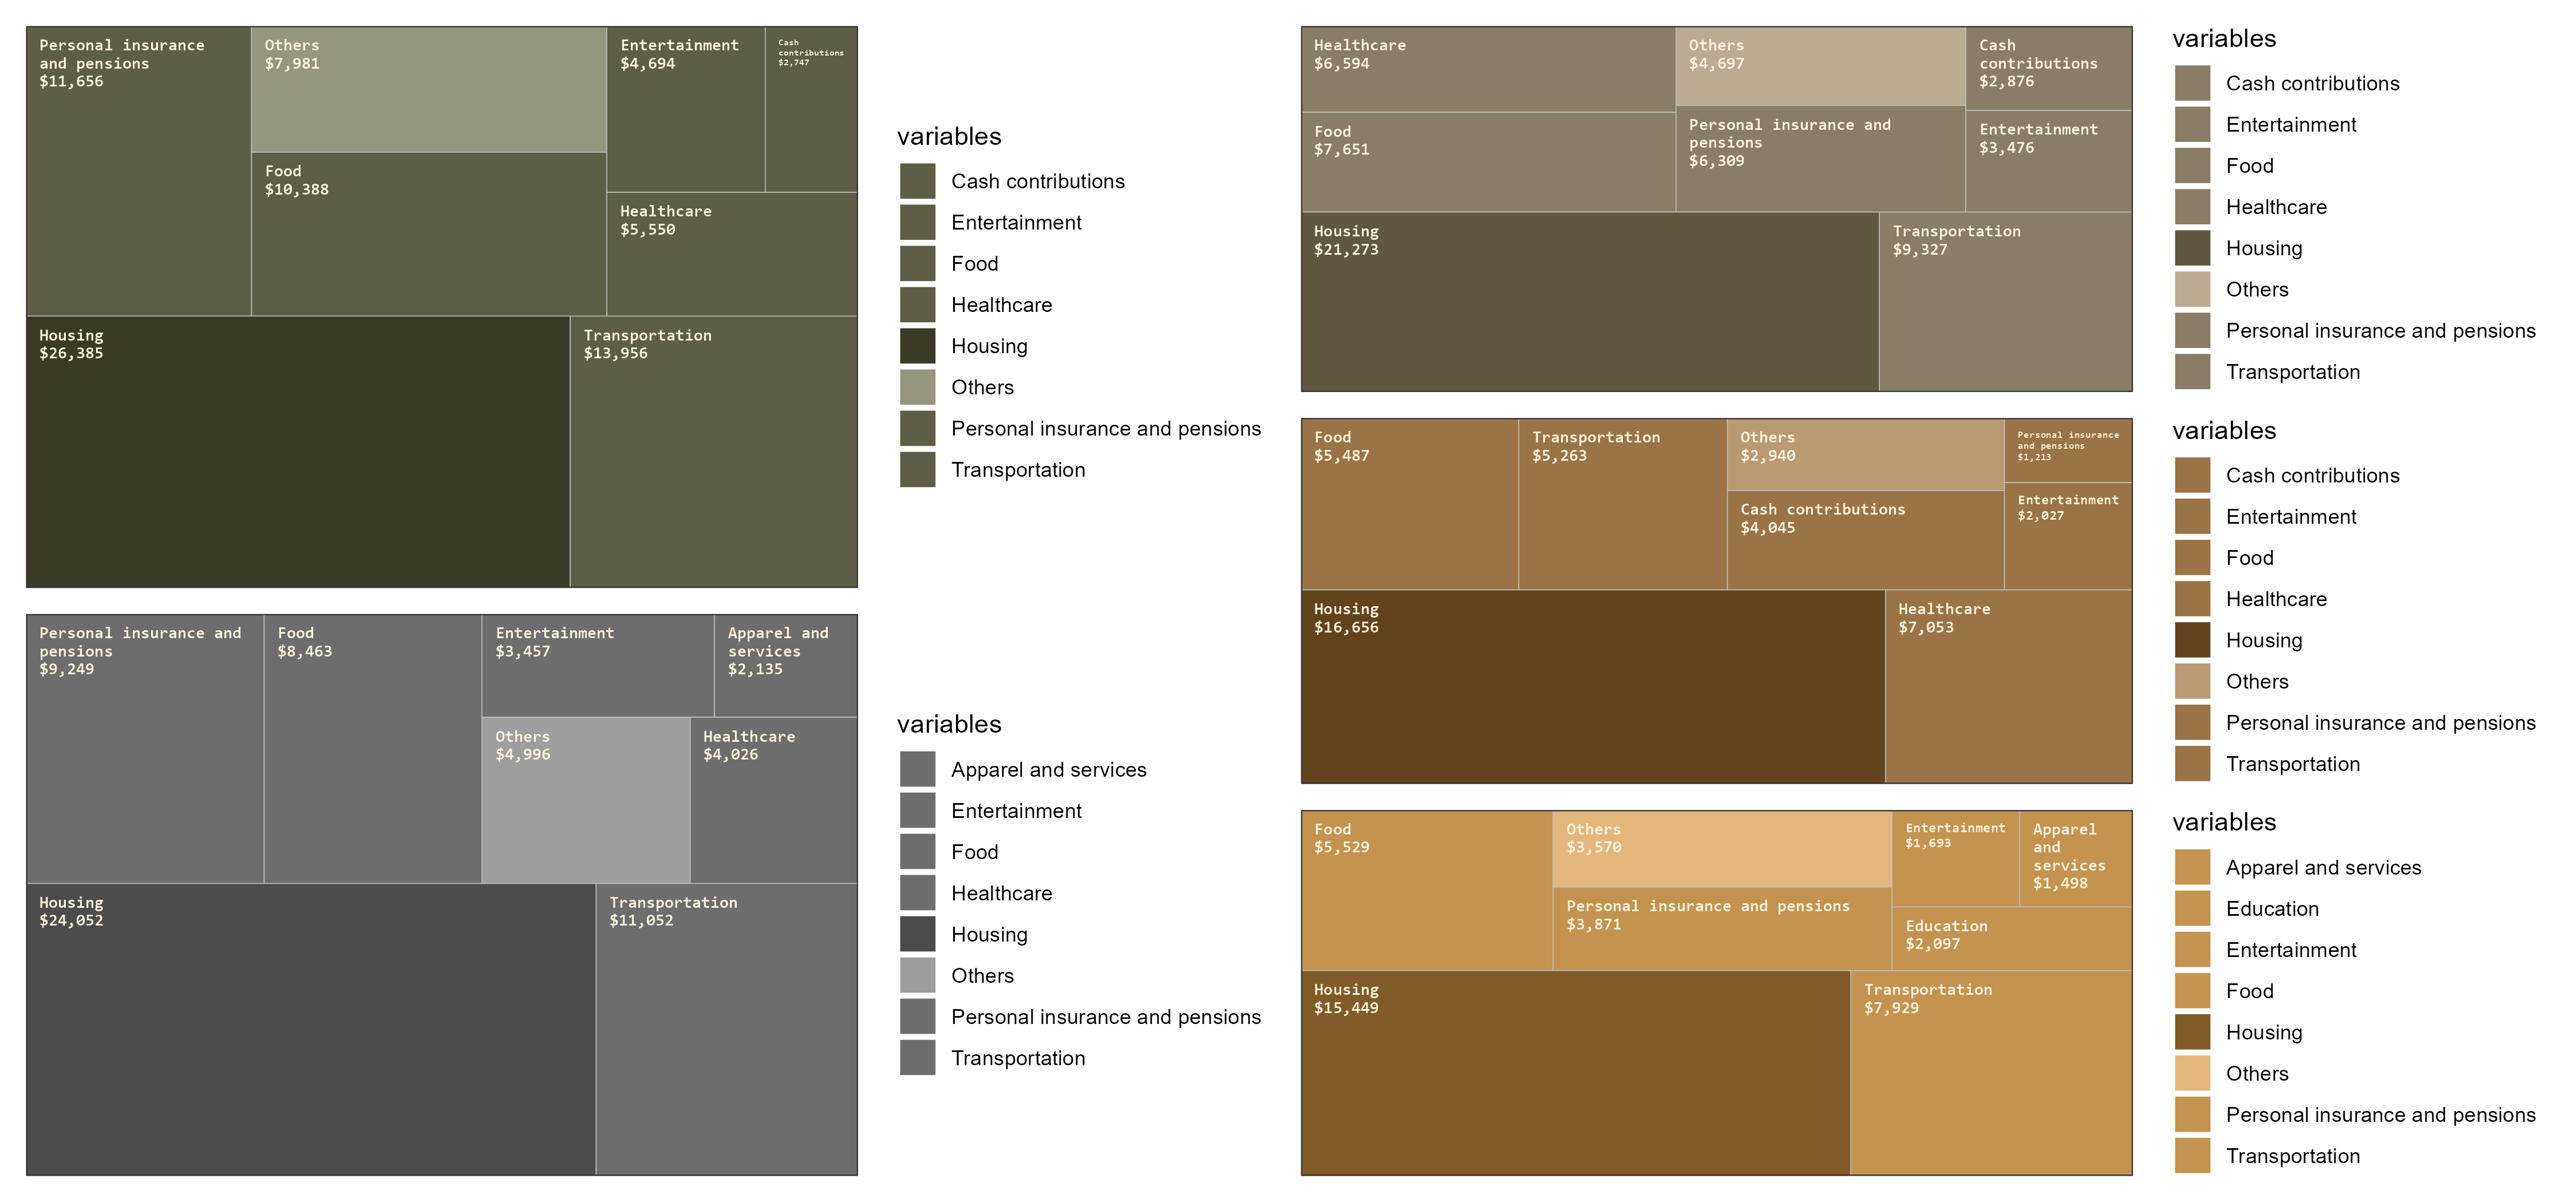 Personal insurance
and pensions
$11,656
Others
$7,981
Entertainment
$4,694
Cash
contributions
$2,747
Food
$10,388
Healthcare
$5,550
Housing
$26,385
Transportation
$13,956
variables
Cash contributions
Entertainment
Food
Healthcare
Housing
Others
Personal insurance and pensions
Transportation
Personal insurance and
pensions
$9,249
Food
$8,463
Entertainment
$3,457
Apparel and
services
$2,135
Others
$4,996
Healthcare
$4,026
Housing
$24,052
Transportation
$11,052
variables
Apparel and services
Entertainment
Food
Healthcare
Housing
Others
Personal insurance and pensions
Transportation
Healthcare
$6,594
Others
$4,697
Cash
contributions
$2,876
Food
$7,651
Personal insurance and
pensions
$6,309
Entertainment
$3,476
Housing
$21,273
Transportation
$9,327
variables
Cash contributions
Entertainment
Food
Healthcare
Housing
Others
Personal insurance and pensions
Transportation
Food
$5,487
Transportation
$5,263
Others
$2,940
Personal insurance
and pensions
$1,213
Cash contributions
$4,045
Entertainment
$2,027
Housing
$16,656
Healthcare
$7,053
variables
Cash contributions
Entertainment
Food
Healthcare
Housing
Others
Personal insurance and pensions
Transportation
Food
$5,529
Others
$3,570
Entertainment
$1,693
Apparel
and
services
$1,498
Personal insurance and pensions
$3,871
Education
$2,097
Housing
$15,449
Transportation
$7,929
variables
Apparel and services
Education
Entertainment
Food
Housing
Others
Personal insurance and pensions
Transportation